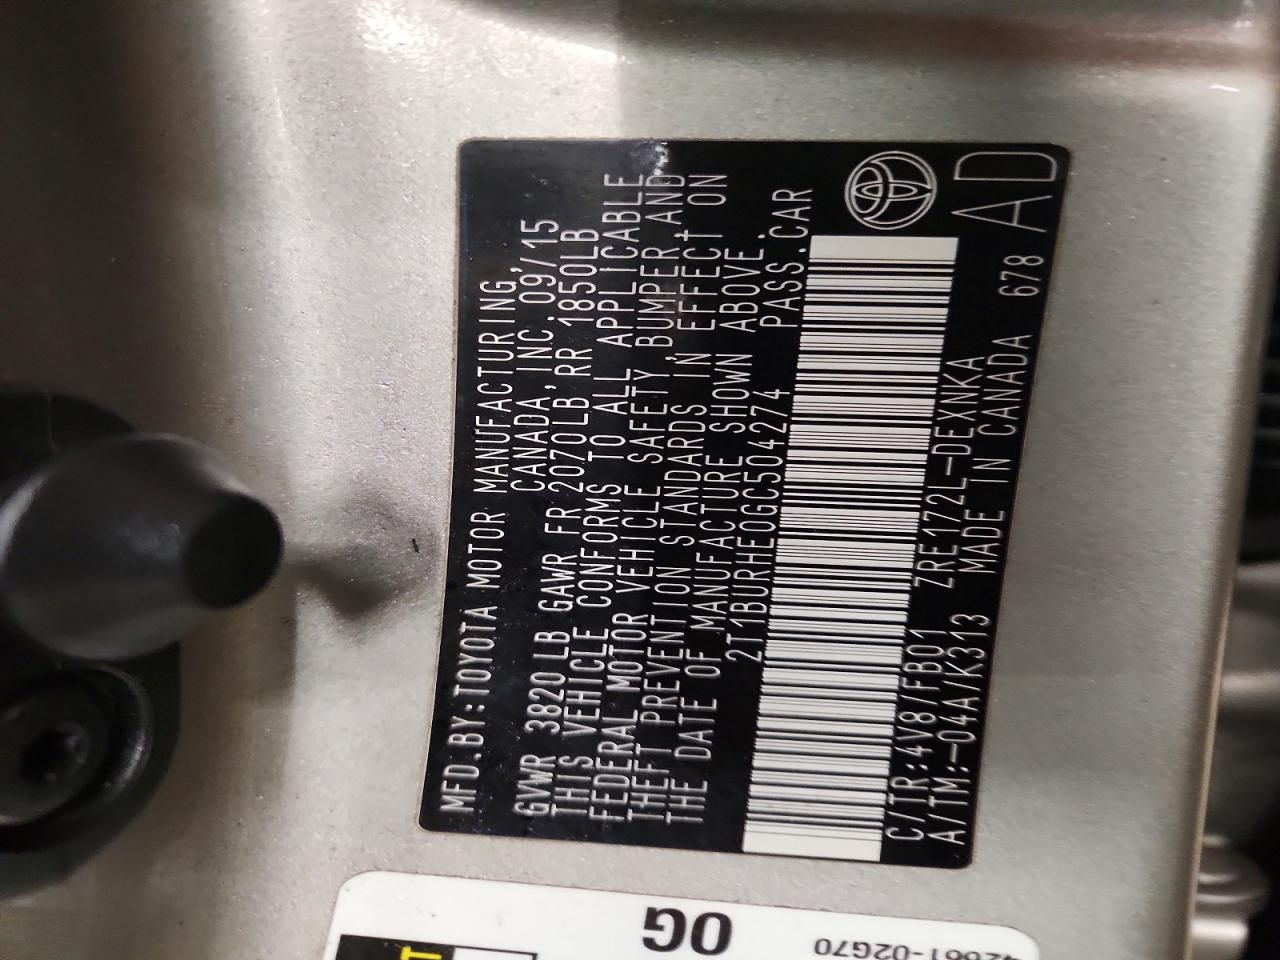 MFD.BY:TOYOTA MOTOR MANUFACTURING,
CANADA,INC.09/15
GVWR 3820LB GAWR FR 2070LB RR 1850LB
THIS VEHICLE CONFORMS TO ALL APPLICABLE
FEDERAL MOTOR VEHICLE SAFETY,BUMPER,AND
THEFT PREVENTION STANDARDS IN EFFECT ON
THE DATE OF MANUFACTURE SHOWN ABOVE.
2T1BURHE0GC504274 PASS.CAR
C/TR:4V8/FB01 ZRE172L-DEXNKA
A/TM:-04A/K313 MADE IN CANADA 678
AD
0G
42661-02G70